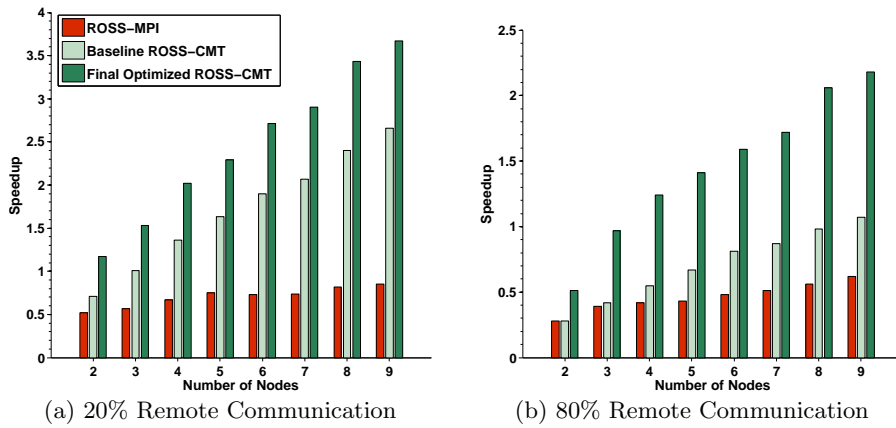 ROSS–MPI
Baseline ROSS–CMT
Final Optimized ROSS–CMT
4
3.5
3
2.5
2
1.5
1
0.5
0
Speedup
2 3 4 5 6 7 8 9
Number of Nodes
(a) 20% Remote Communication
2.5
2
1.5
1
0.5
0
Speedup
2 3 4 5 6 7 8 9
Number of Nodes
(b) 80% Remote Communication